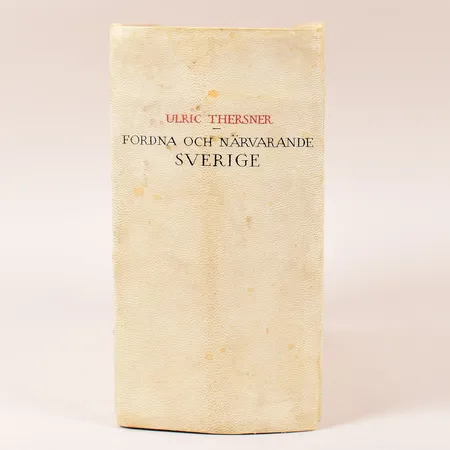 ULRIC THERSNER
—
FORDNA OCH NÄRVARANDE
SVERIGE